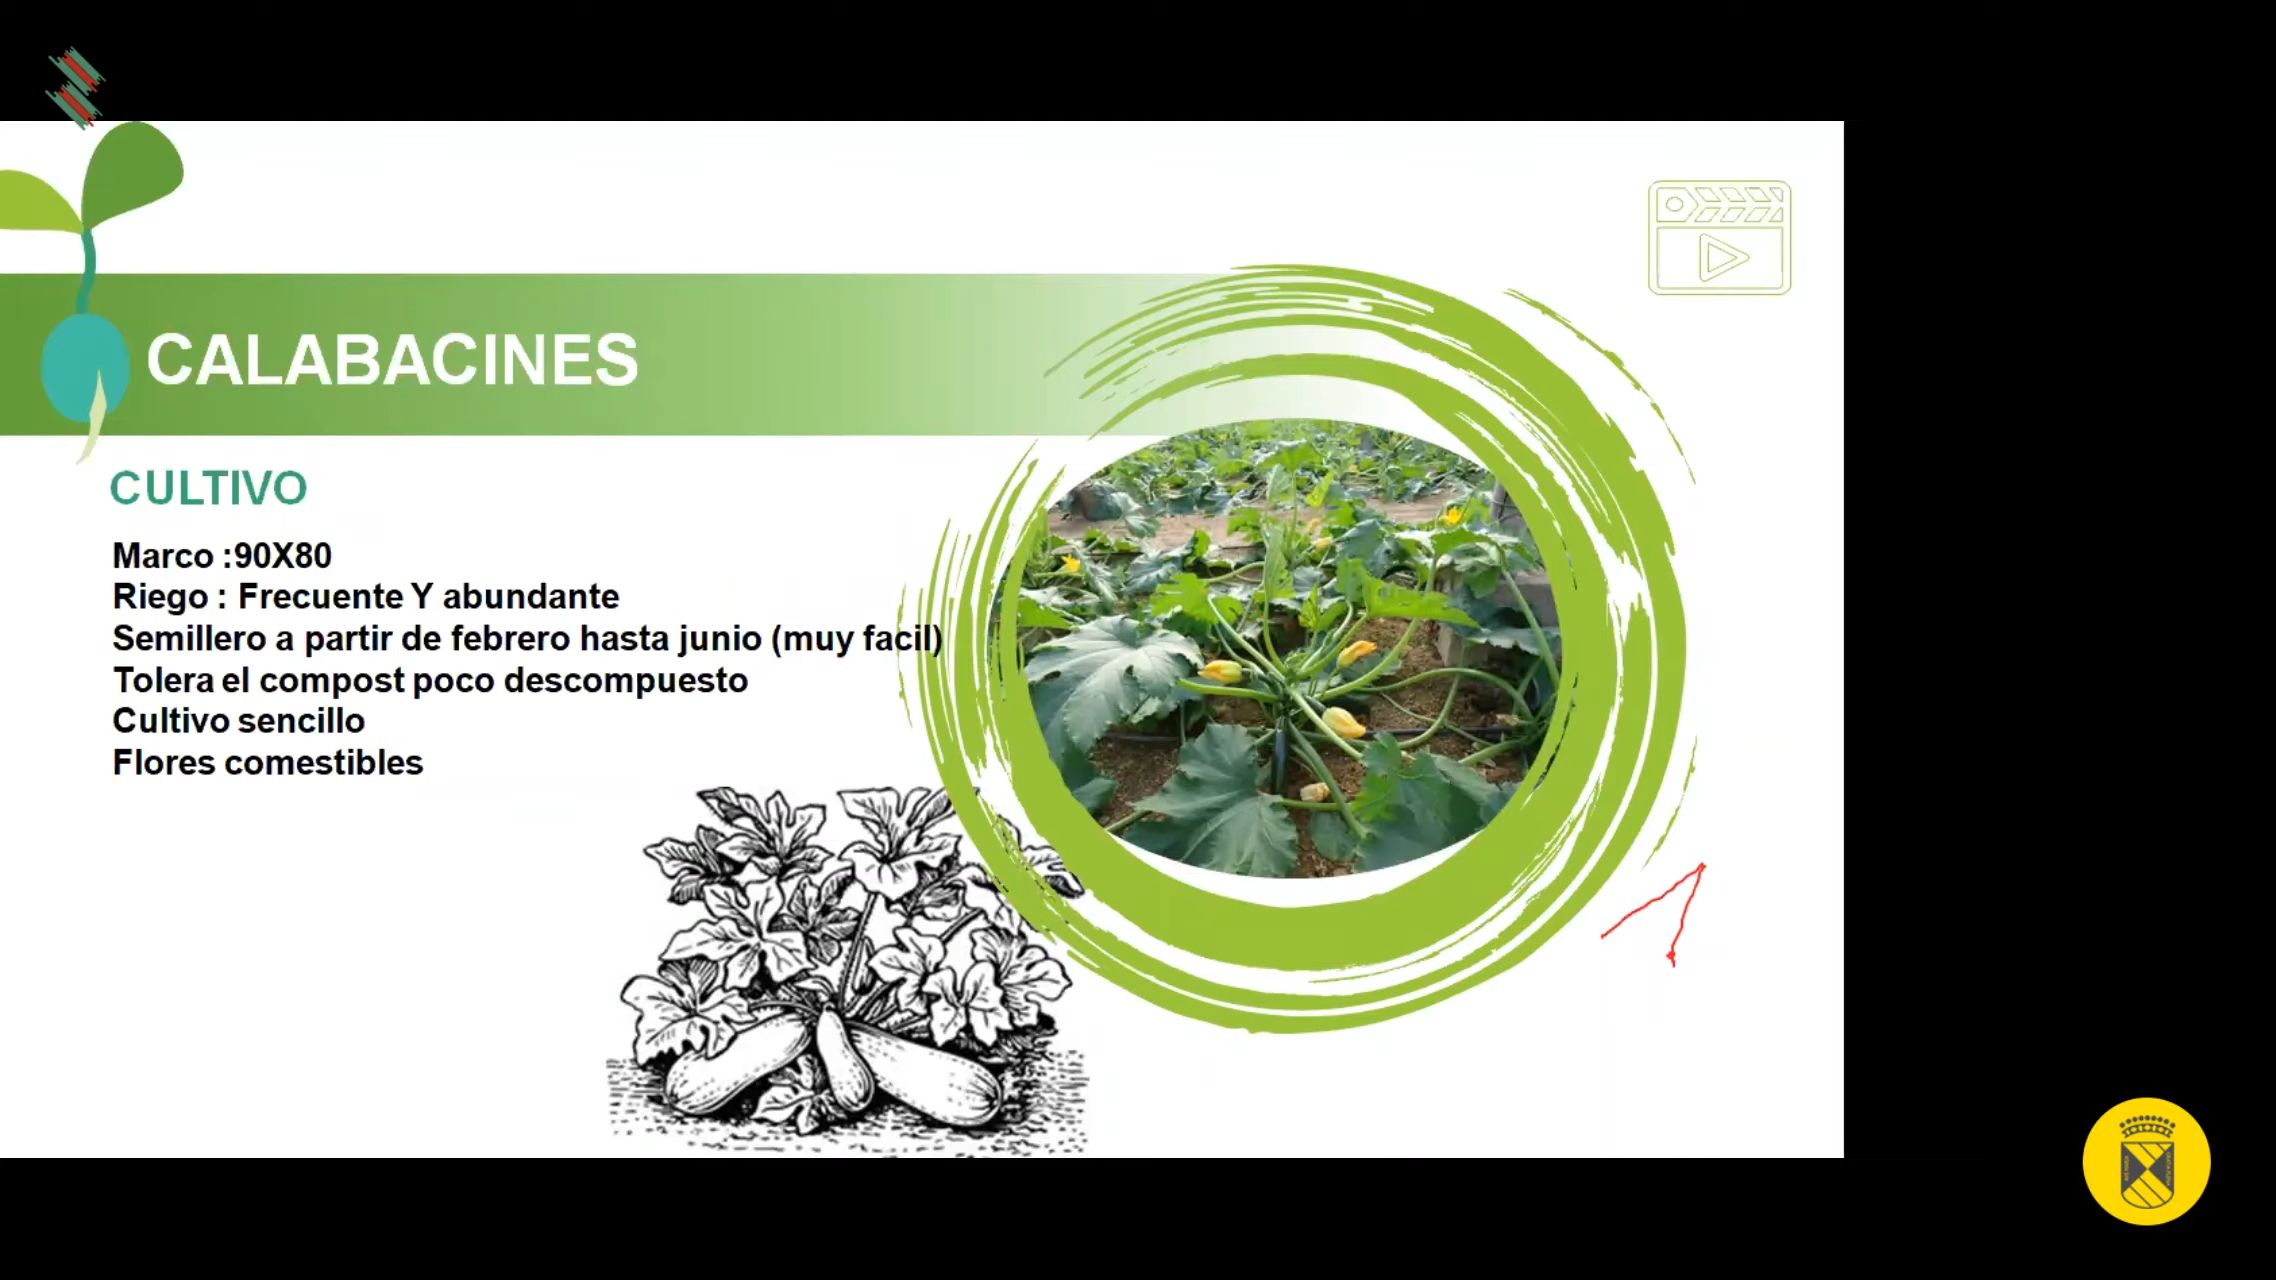 CALABACINES
CULTIVO
Marco :90X80
Riego : Frecuente Y abundante
Semillero a partir de febrero hasta junio (muy facil)
Tolera el compost poco descompuesto
Cultivo sencillo
Flores comestibles